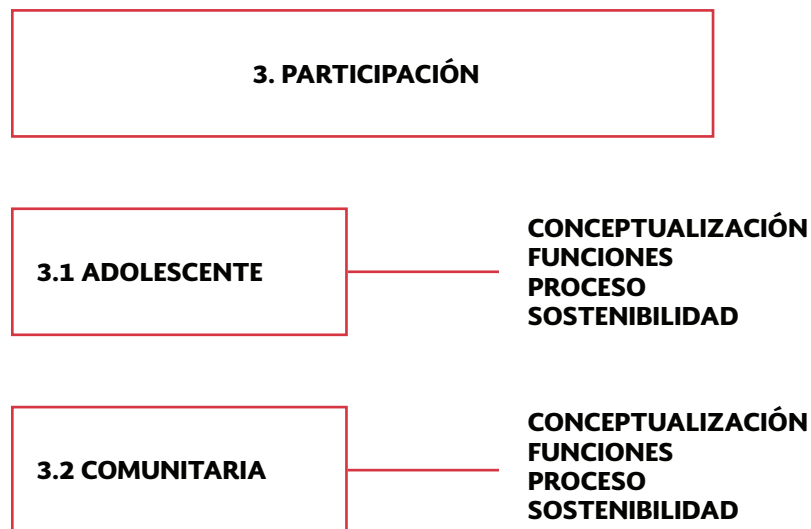 3. PARTICIPACIÓN
3.1 ADOLESCENTE
CONCEPTUALIZACIÓN
FUNCIONES
PROCESO
SOSTENIBILIDAD
3.2 COMUNITARIA
CONCEPTUALIZACIÓN
FUNCIONES
PROCESO
SOSTENIBILIDAD